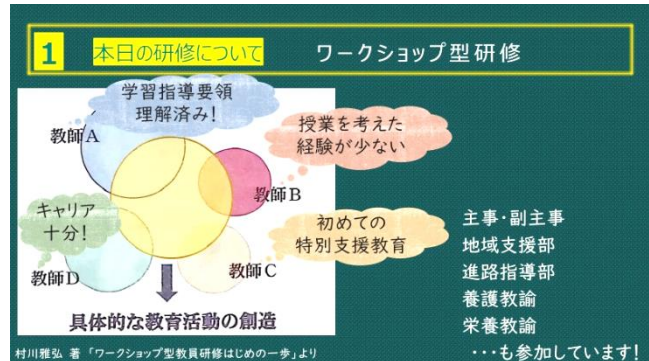 1 本日の研修について ワークショップ型研修
学習指導要領
理解済み!
教師A
授業を考えた
経験が少ない
教師B
キャリア
十分!
初めての
特別支援教育
教師D
教師C
具体的な教育活動の創造
主事・副主事
地域支援部
進路指導部
養護教諭
栄養教諭
・・・も参加しています!
村川雅弘 著 「ワークショップ型教員研修はじめの一歩」より